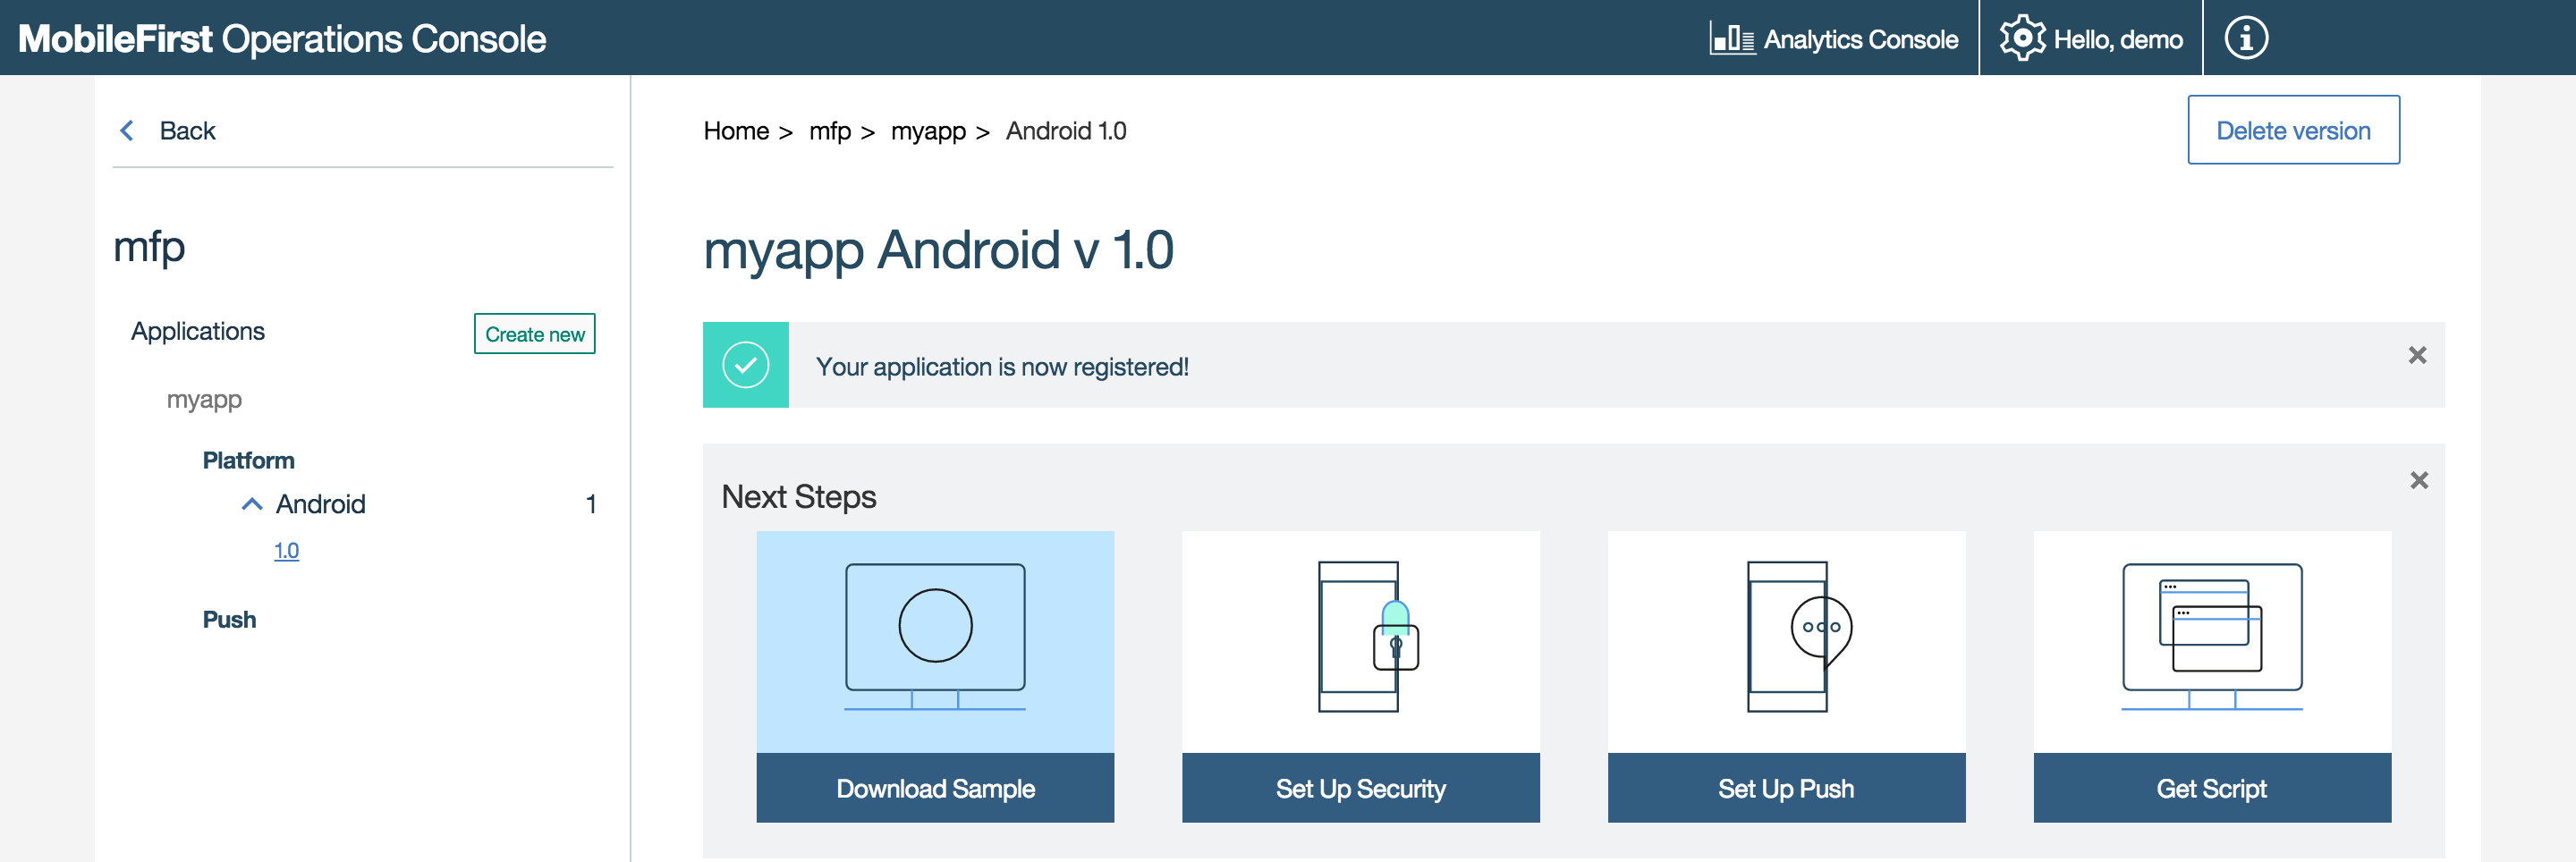 MobileFirst Operations Console
Analytics Console
Hello, demo
Back
Home > mfp > myapp > Android 1.0
Delete version
mfp
Applications
Create new
myapp
Platform
Android 1
1.0
Push
myapp Android v 1.0
Your application is now registered!
Next Steps
Download Sample
Set Up Security
Set Up Push
Get Script